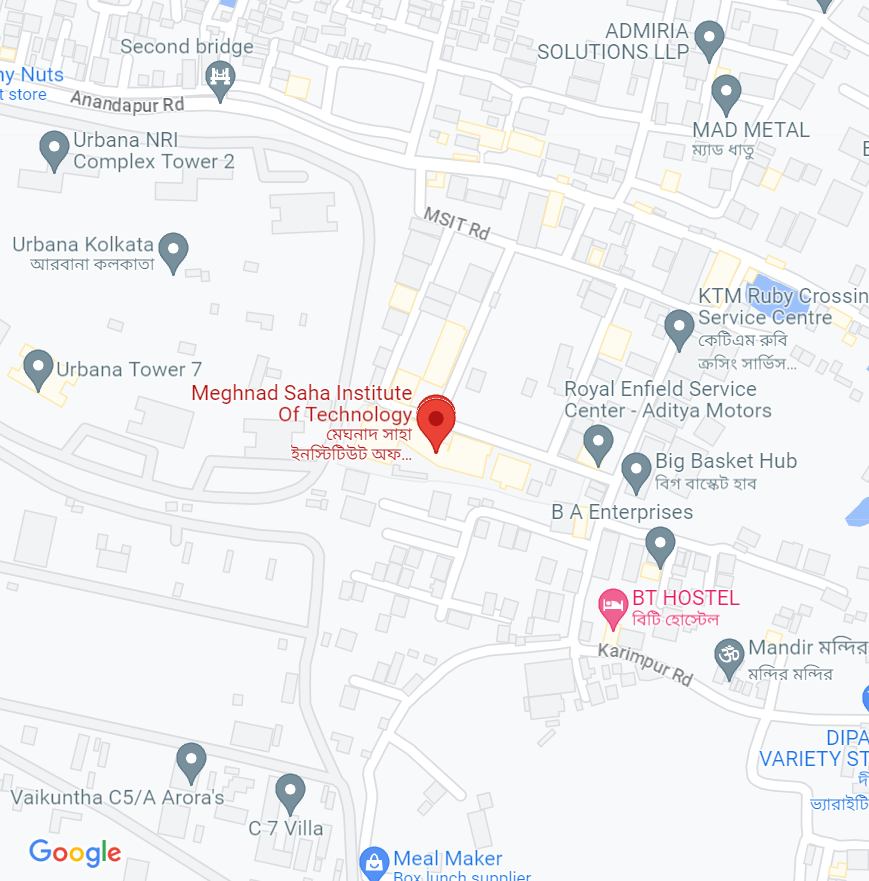 ADMIRIA
SOLUTIONS LLP
Second bridge
ny Nuts
t store
Anandapur Rd
MAD METAL
ম্যাড ধাতু
Urbana NRI
Complex Tower 2
E
MSIT Rd
Urbana Kolkata
আরবানা কলকাতা
KTM Ruby Crossin
Service Centre
কেটিএম রুবি
ক্রসিং সার্ভিস...
Urbana Tower 7
Meghnad Saha Institute
Of Technology
মেঘনাদ সাহা
ইনস্টিটিউট অফ...
Royal Enfield Service
Center - Aditya Motors
Big Basket Hub
বিগ বাস্কেট হাব
B A Enterprises
BT HOSTEL
বিটি হোস্টেল
Karimpur Rd
Mandir মন্দির
মন্দির মন্দির
DIPA
VARIETY ST
দী
ভ্যারাইটি
Vaikuntha C5/A Arora's
C 7 Villa
Google
Meal Maker
Box lunch supplier